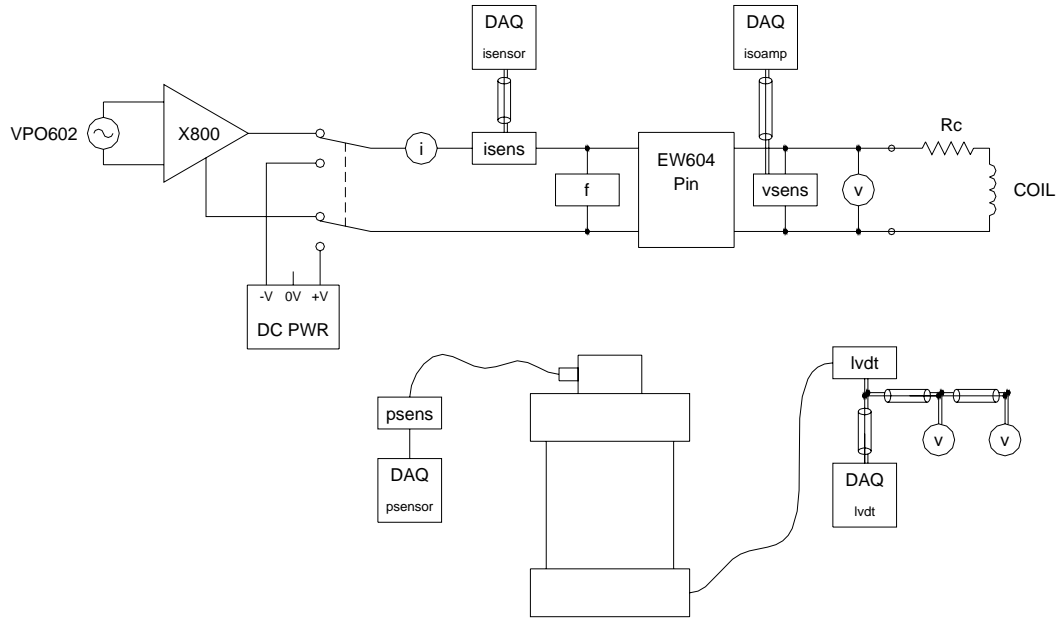 DAQ
isensor
DAQ
isoamp
VPO602
X800
i
isens
f
EW604
Pin
vsens
v
Rc
COIL
-V 0V +V
DC PWR
lvdt
psens
v v
DAQ
psensor
DAQ
lvdt